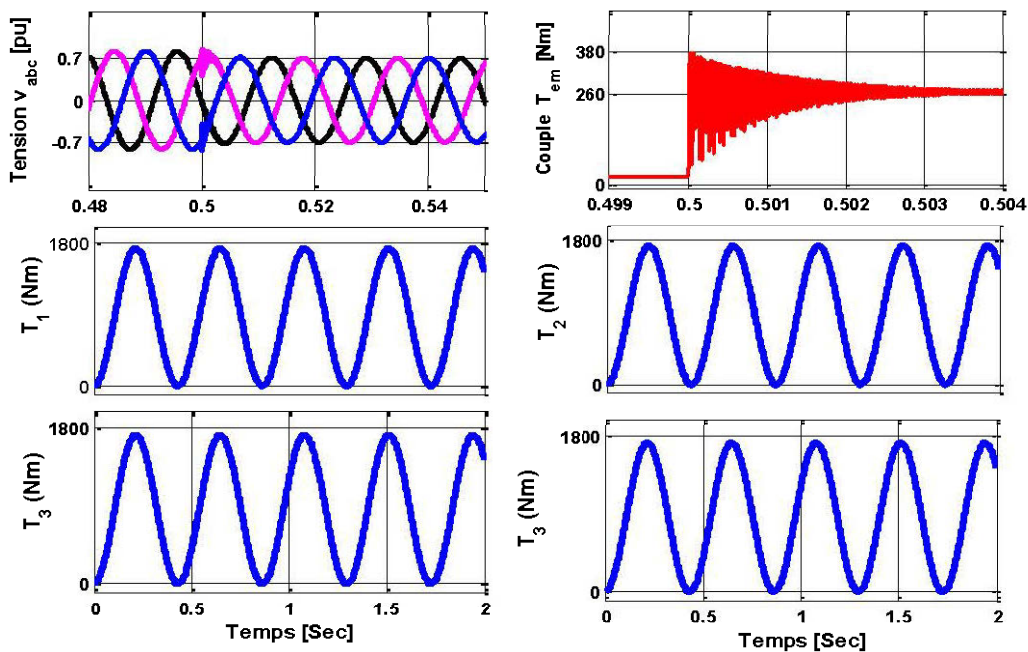 Tension v_abc [pu]
0.7
0
-0.7
0.48 0.5 0.52 0.54
Couple T_em [Nm]
380
260
0
0.499 0.5 0.501 0.502 0.503 0.504
T_1 (Nm)
1800
0
T_2 (Nm)
1800
0
T_3 (Nm)
1800
0
0 0.5 1 1.5 2
Temps [Sec]
T_3 (Nm)
1800
0
0 0.5 1 1.5 2
Temps [Sec]